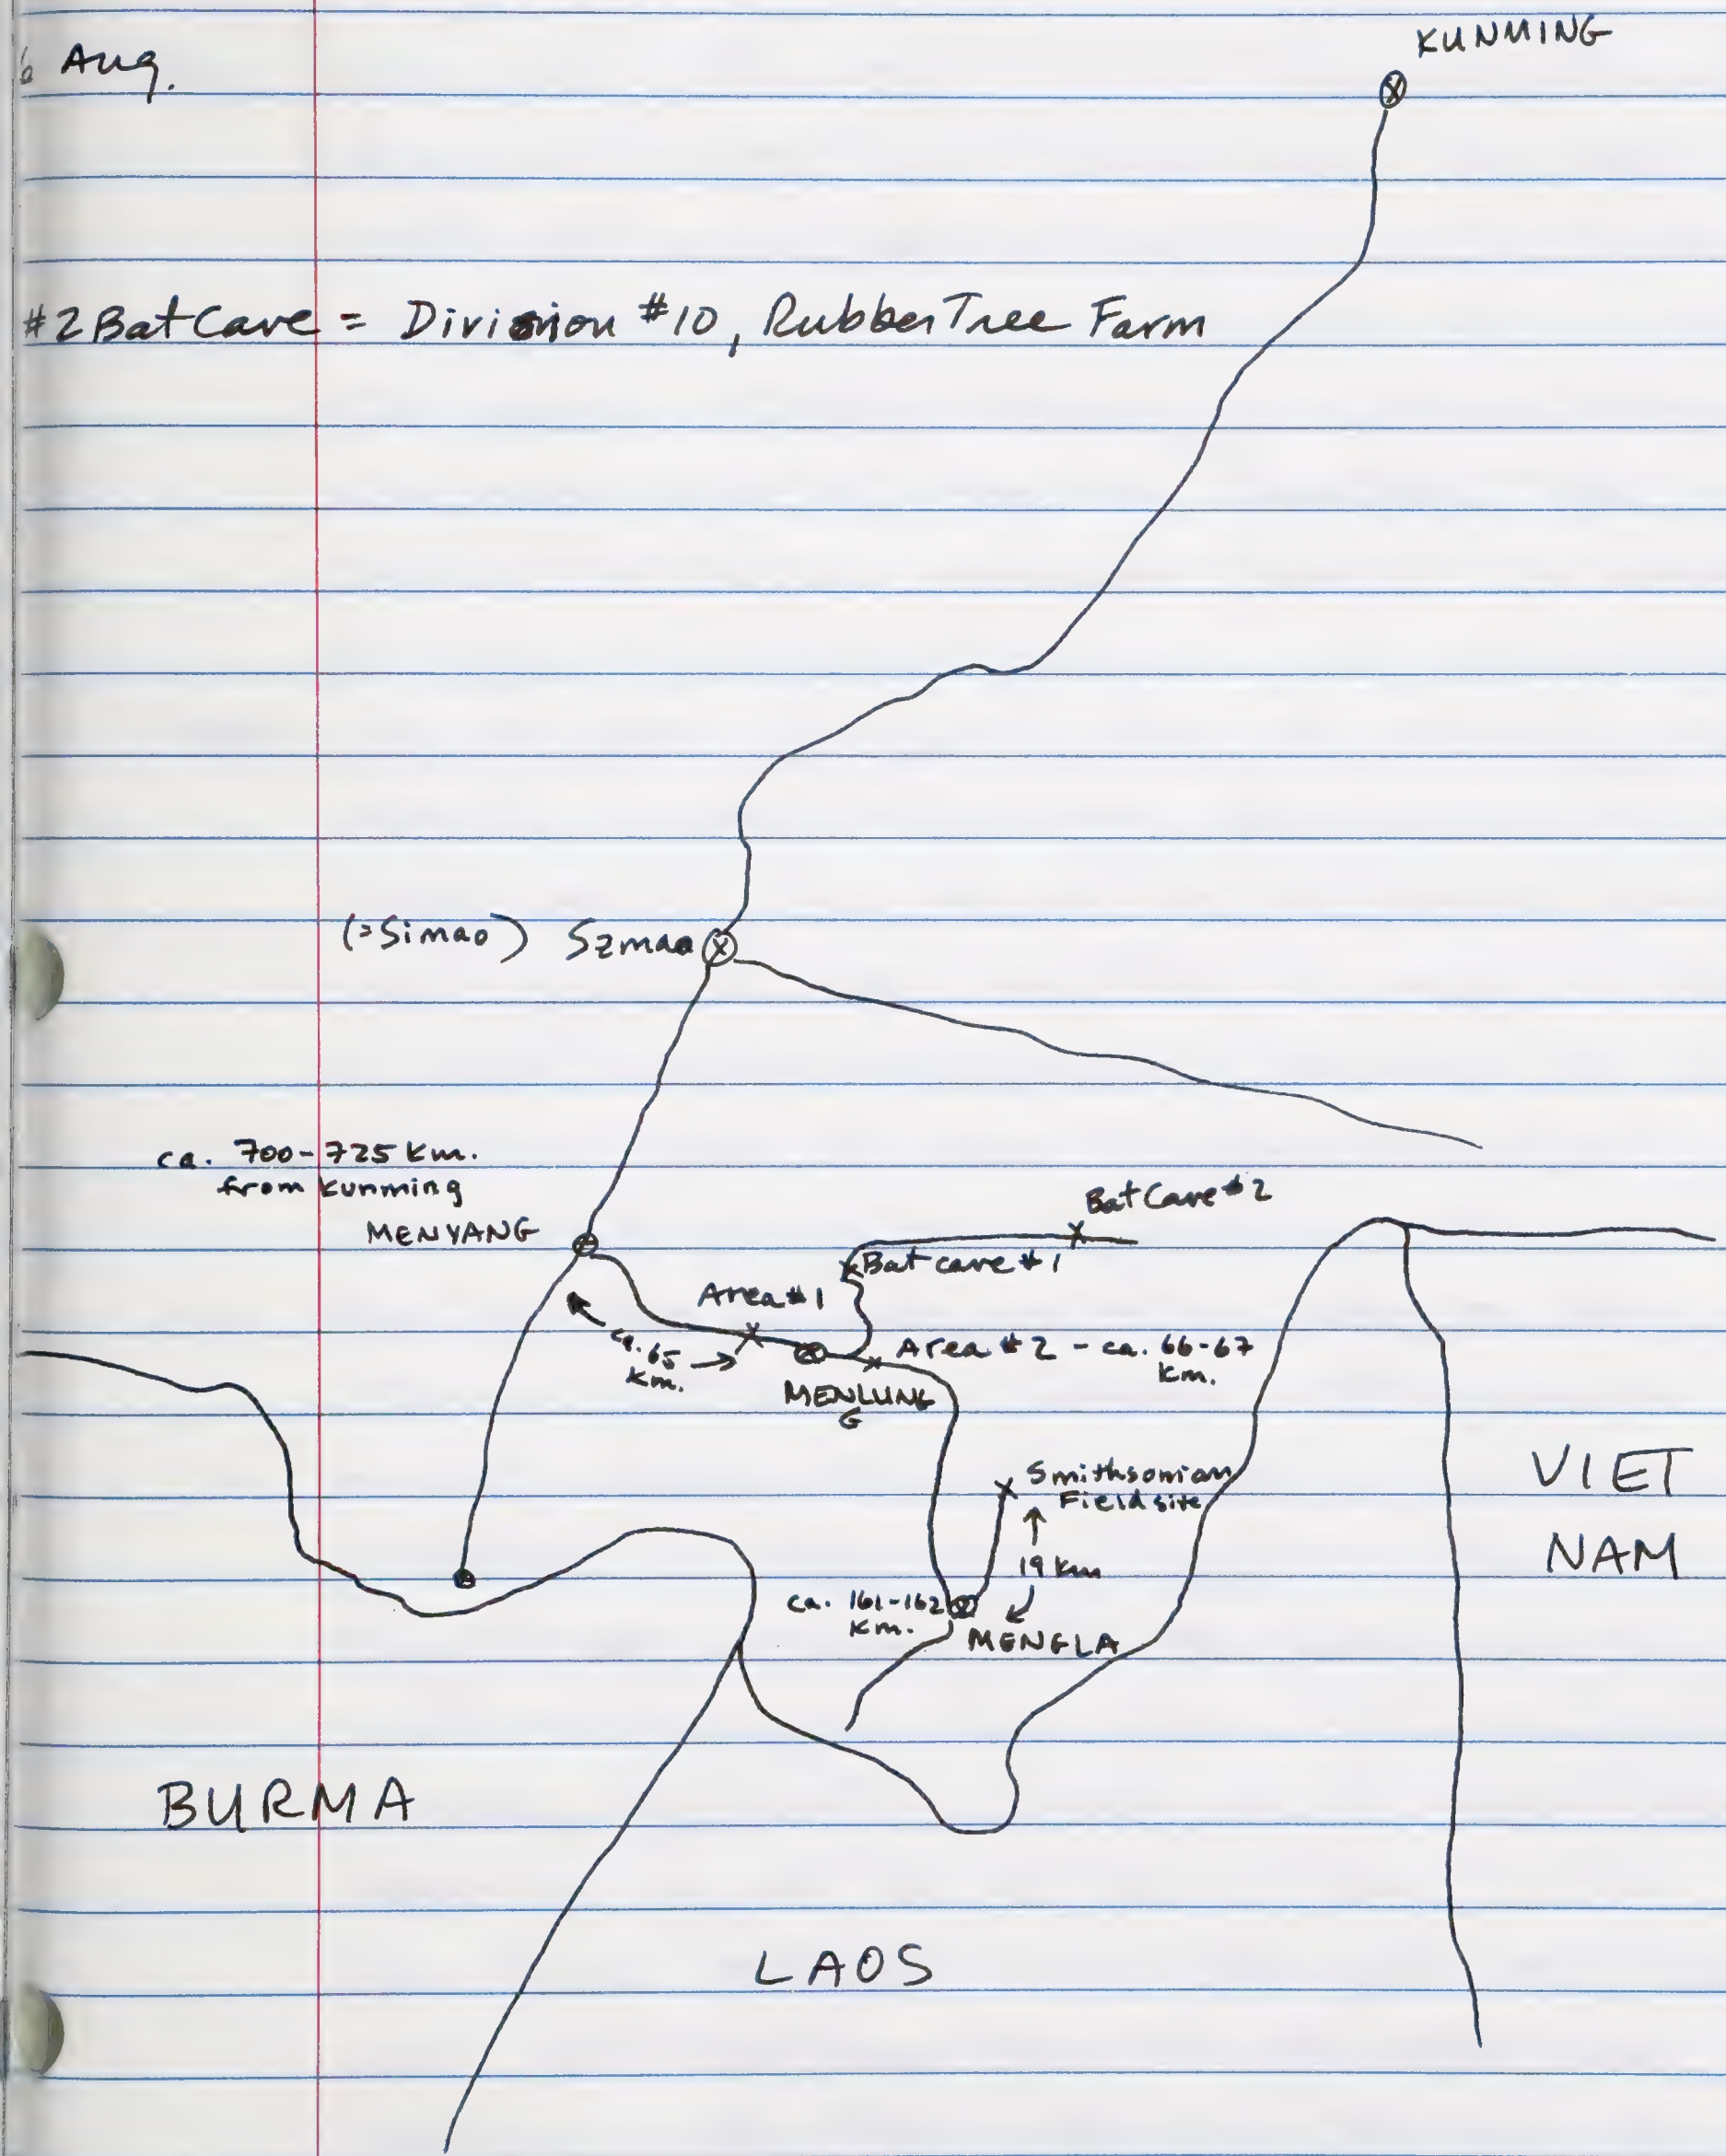 KUNMING
6 Aug.
#2 Bat Cave = Division #10, Rubber Tree Farm
(=Simao) Szmao
ca. 700-725 Km.
from Kunming
MENYANG
Bat Cave #2
Bat cave #1
Area #1
ca. 65
Km.
Area #2 - ca. 66-67
Km.
MENLUNG
G
Smithsonian
Field site
19 Km
ca. 161-162
Km.
MENGLA
VIET
NAM
BURMA
LAOS